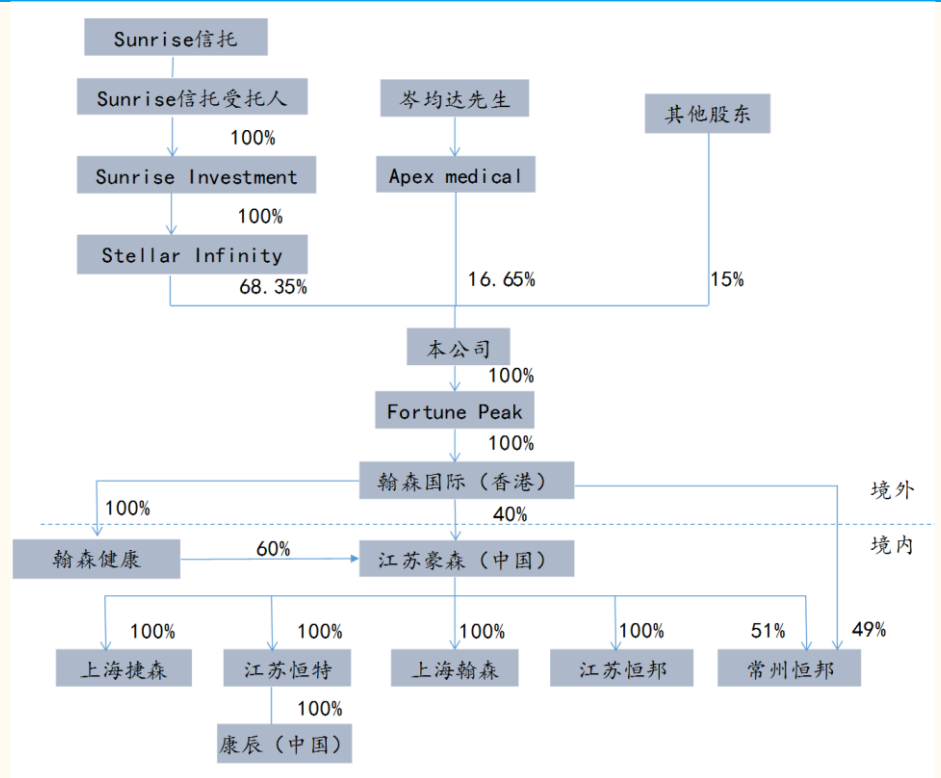 Sunrise信托
Sunrise信托受托人
岑均达先生
其他股东
100%
Sunrise Investment
Apex medical
100%
Stellar Infinity
68.35%
16.65%
15%
本公司
100%
Fortune Peak
100%
翰森国际（香港）
境外
100%
40%
境内
翰森健康
60%
江苏豪森（中国）
100%
100%
100%
100%
51%
49%
上海捷森
江苏恒特
上海翰森
江苏恒邦
常州恒邦
100%
康辰（中国）